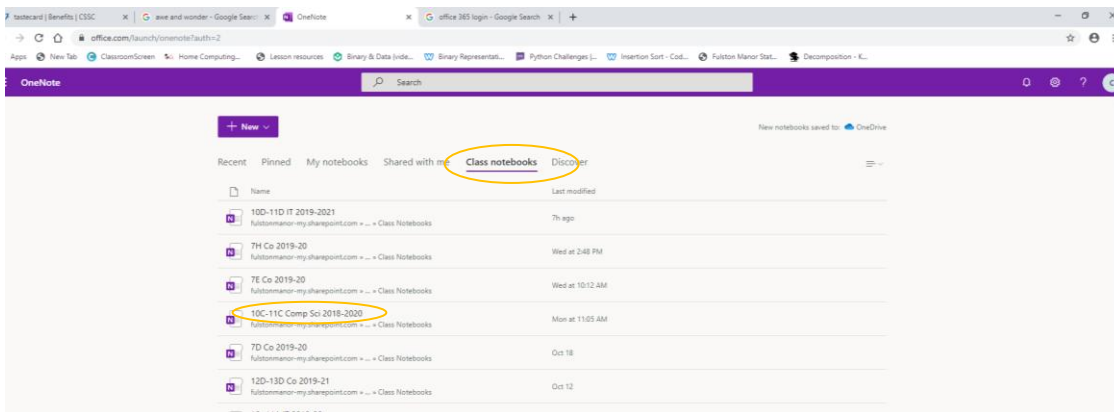 tastecard | Benefits | CSSC awe and wonder - Google Search OneNote office 365 login - Google Search
office.com/launch/onenote?auth=2
Apps New Tab ClassroomScreen Home Computing... Lesson resources Binary & Data (vide... Binary Representati... Python Challenges |... Insertion Sort - Cod... Fulston Manor Stat... Decomposition - K...
OneNote Search ?
+ New New notebooks saved to: OneDrive
Recent Pinned My notebooks Shared with me Class notebooks Discover
Name Last modified
10D-11D IT 2019-2021
fulstonmanor-my.sharepoint.com » ... » Class Notebooks
7h ago
7H Co 2019-20
fulstonmanor-my.sharepoint.com » ... » Class Notebooks
Wed at 2:48 PM
7E Co 2019-20
fulstonmanor-my.sharepoint.com » ... » Class Notebooks
Wed at 10:12 AM
10C-11C Comp Sci 2018-2020
fulstonmanor-my.sharepoint.com » ... » Class Notebooks
Mon at 11:05 AM
7D Co 2019-20
fulstonmanor-my.sharepoint.com » ... » Class Notebooks
Oct 18
12D-13D Co 2019-21
fulstonmanor-my.sharepoint.com » ... » Class Notebooks
Oct 12